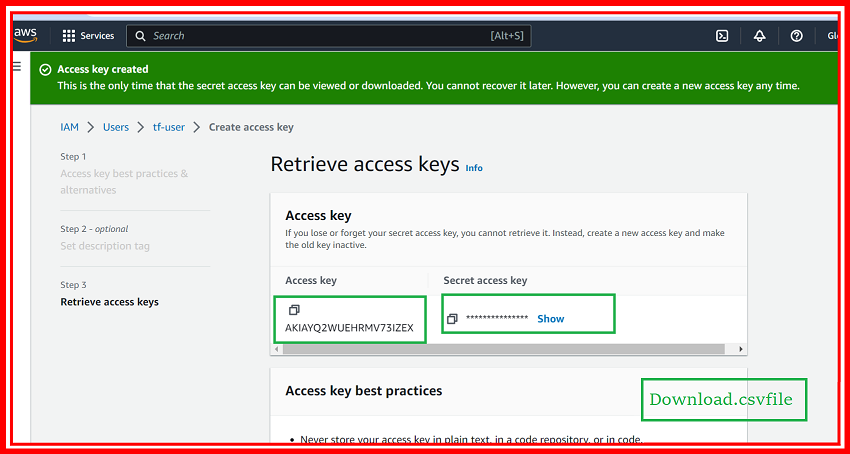 aws
Services
Search
[Alt+S]
Access key created
This is the only time that the secret access key can be viewed or downloaded. You cannot recover it later. However, you can create a new access key any time.
IAM > Users > tf-user > Create access key
Step 1
Access key best practices &
alternatives
Step 2 - optional
Set description tag
Step 3
Retrieve access keys
Retrieve access keys Info
Access key
If you lose or forget your secret access key, you cannot retrieve it. Instead, create a new access key and make
the old key inactive.
Access key
Secret access key
AKIAYQ2WUEHRMV73IZEX
*************** Show
Access key best practices
Download.csvfile
• Never store your access key in plain text, in a code repository, or in code.